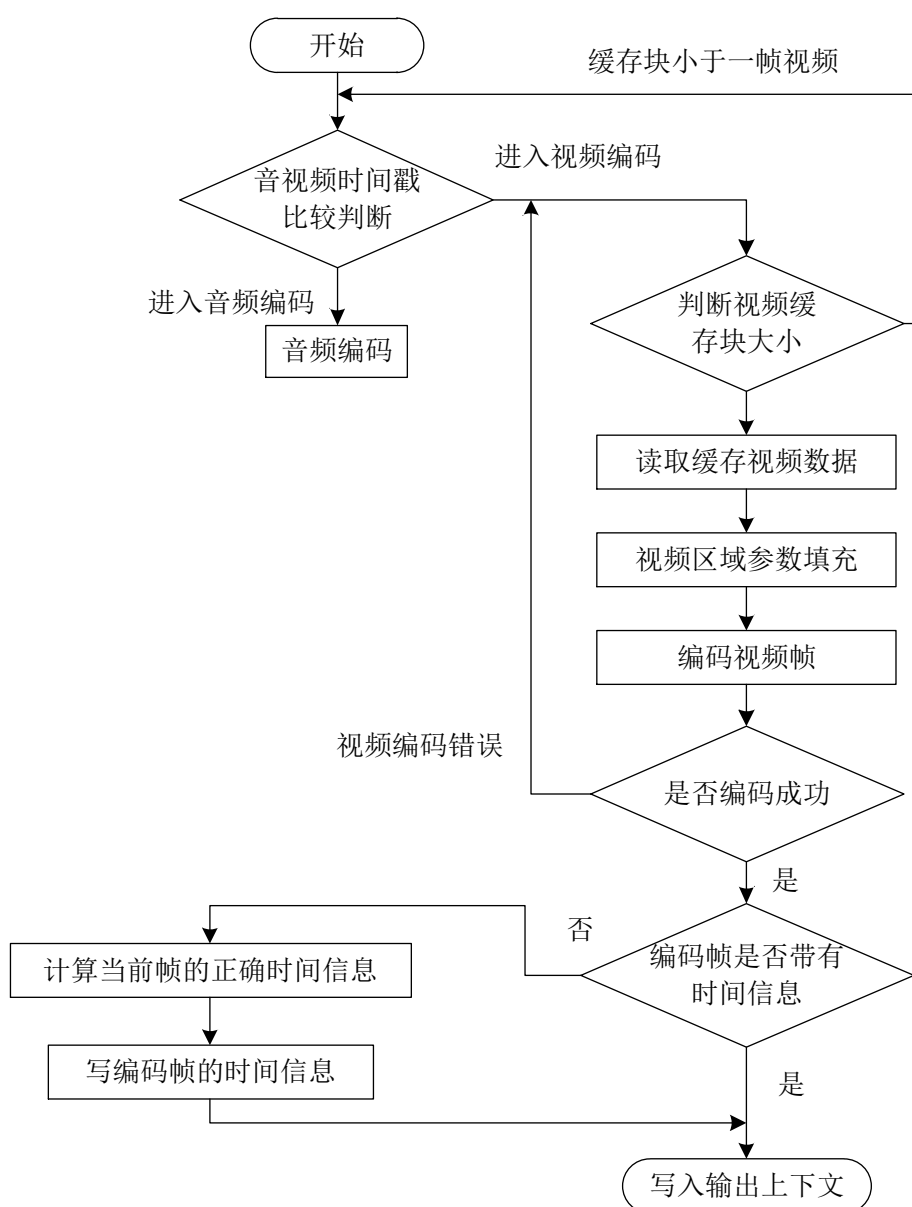 开始
缓存块小于一帧视频
进入视频编码
音视频时间戳
比较判断
进入音频编码
音频编码
判断视频缓
存块大小
读取缓存视频数据
视频区域参数填充
编码视频帧
视频编码错误
是否编码成功
是
否
编码帧是否带有
时间信息
计算当前帧的正确时间信息
写编码帧的时间信息
是
写入输出上下文